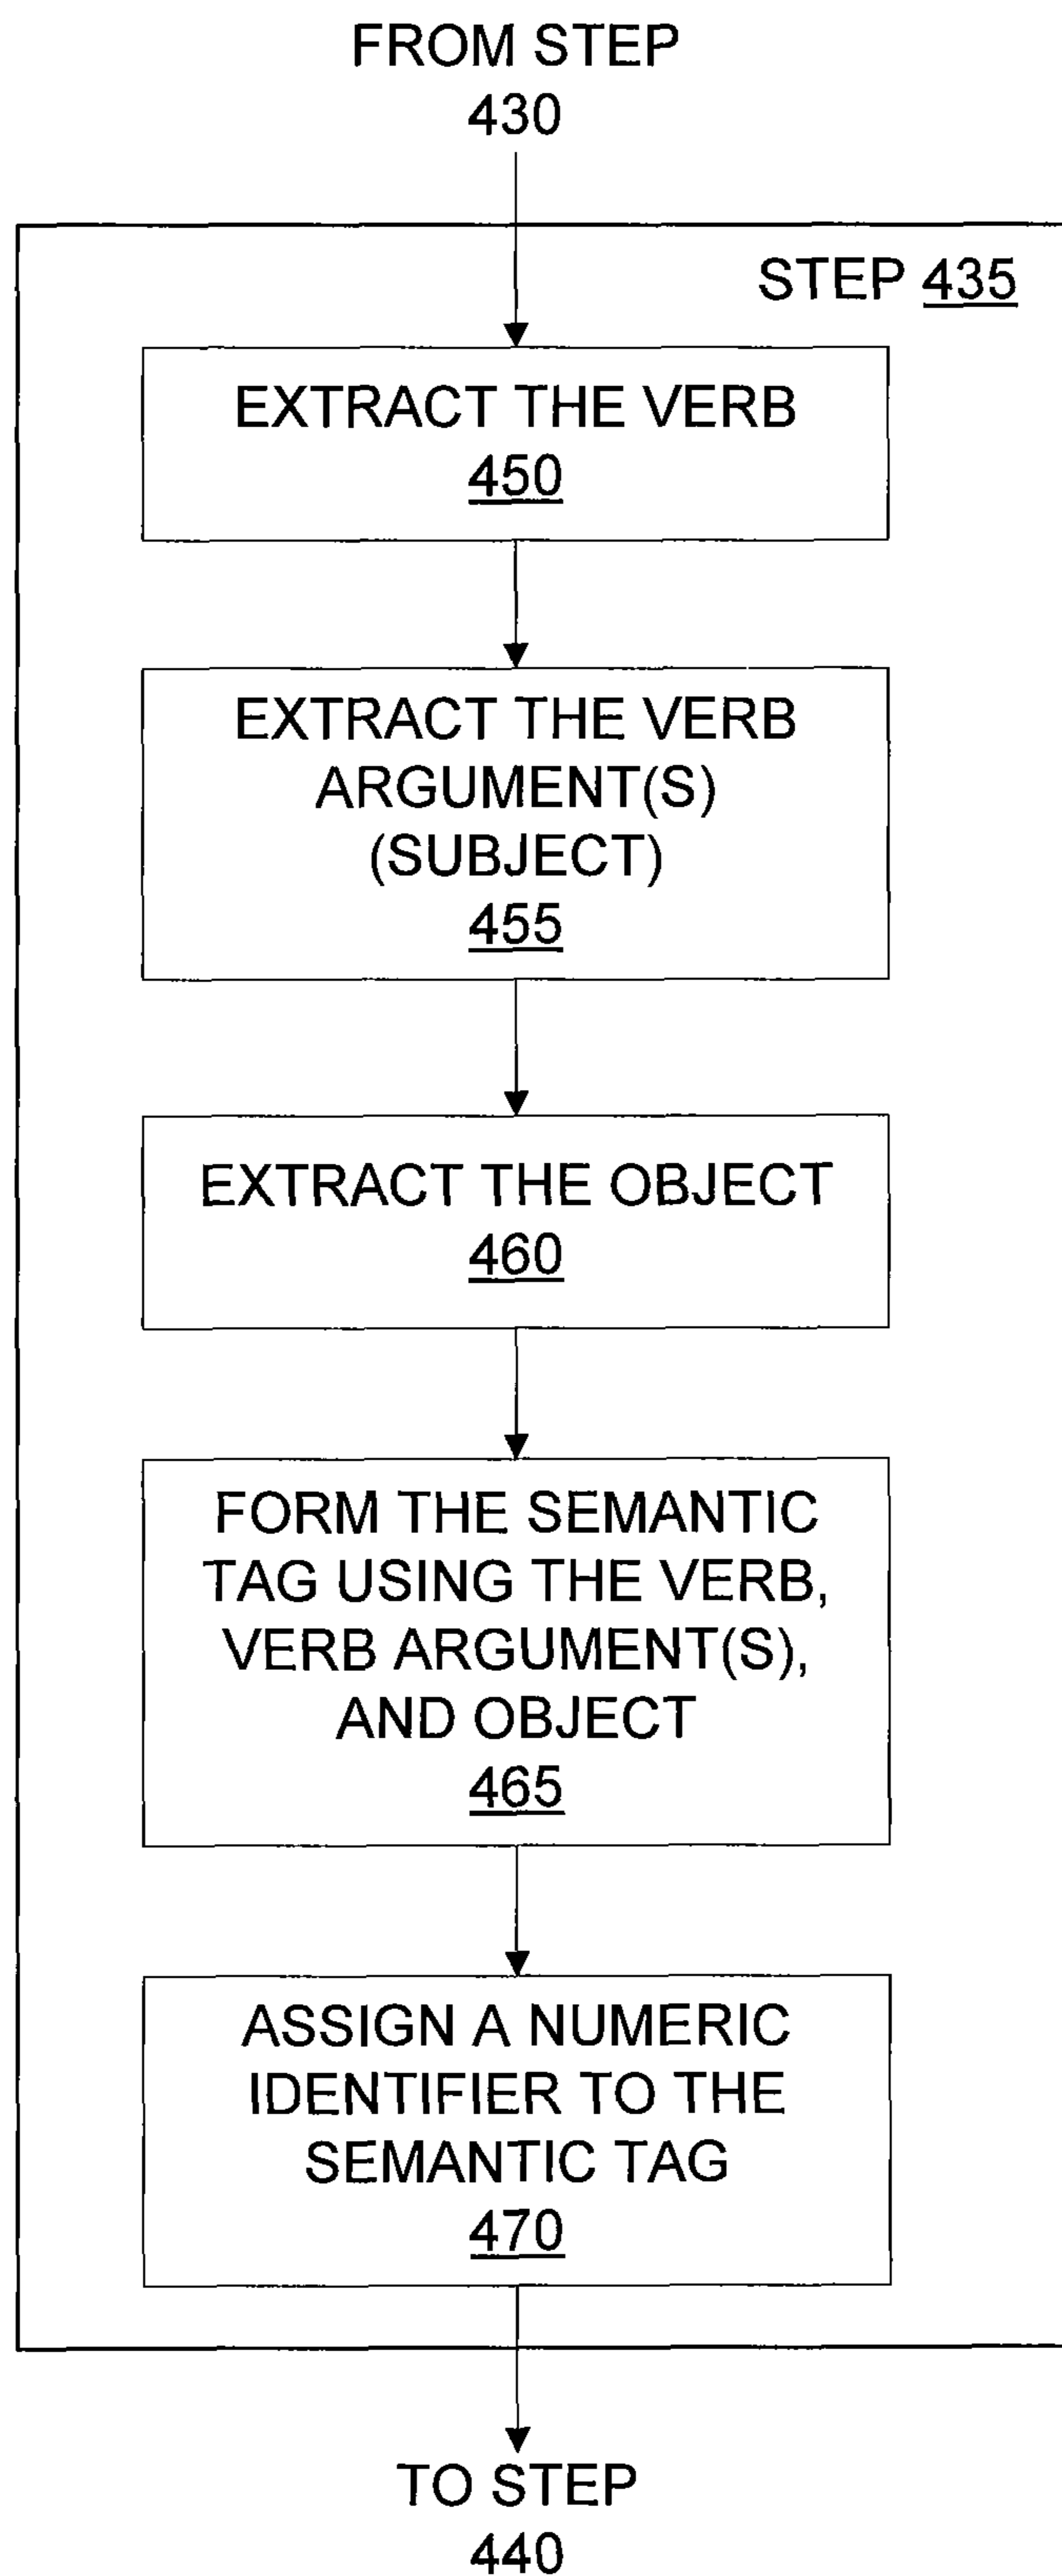 FROM STEP
430
STEP 435
EXTRACT THE VERB
450
EXTRACT THE VERB
ARGUMENT(S)
(SUBJECT)
455
EXTRACT THE OBJECT
460
FORM THE SEMANTIC
TAG USING THE VERB,
VERB ARGUMENT(S),
AND OBJECT
465
ASSIGN A NUMERIC
IDENTIFIER TO THE
SEMANTIC TAG
470
TO STEP
440